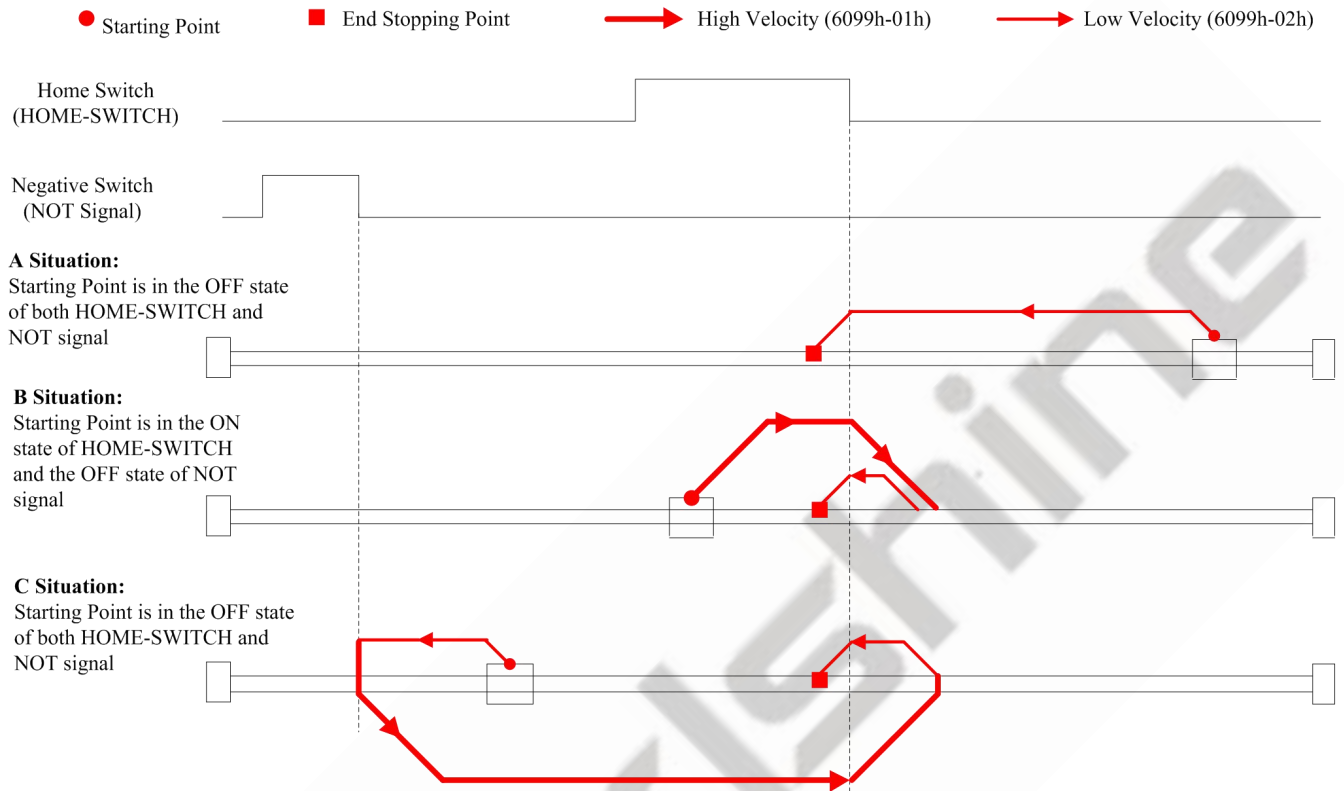 Starting Point
End Stopping Point
High Velocity (6099h-01h)
Low Velocity (6099h-02h)
Home Switch
(HOME-SWITCH)
Negative Switch
(NOT Signal)
A Situation:
Starting Point is in the OFF state
of both HOME-SWITCH and
NOT signal
B Situation:
Starting Point is in the ON
state of HOME-SWITCH
and the OFF state of NOT
signal
C Situation:
Starting Point is in the OFF state
of both HOME-SWITCH and
NOT signal